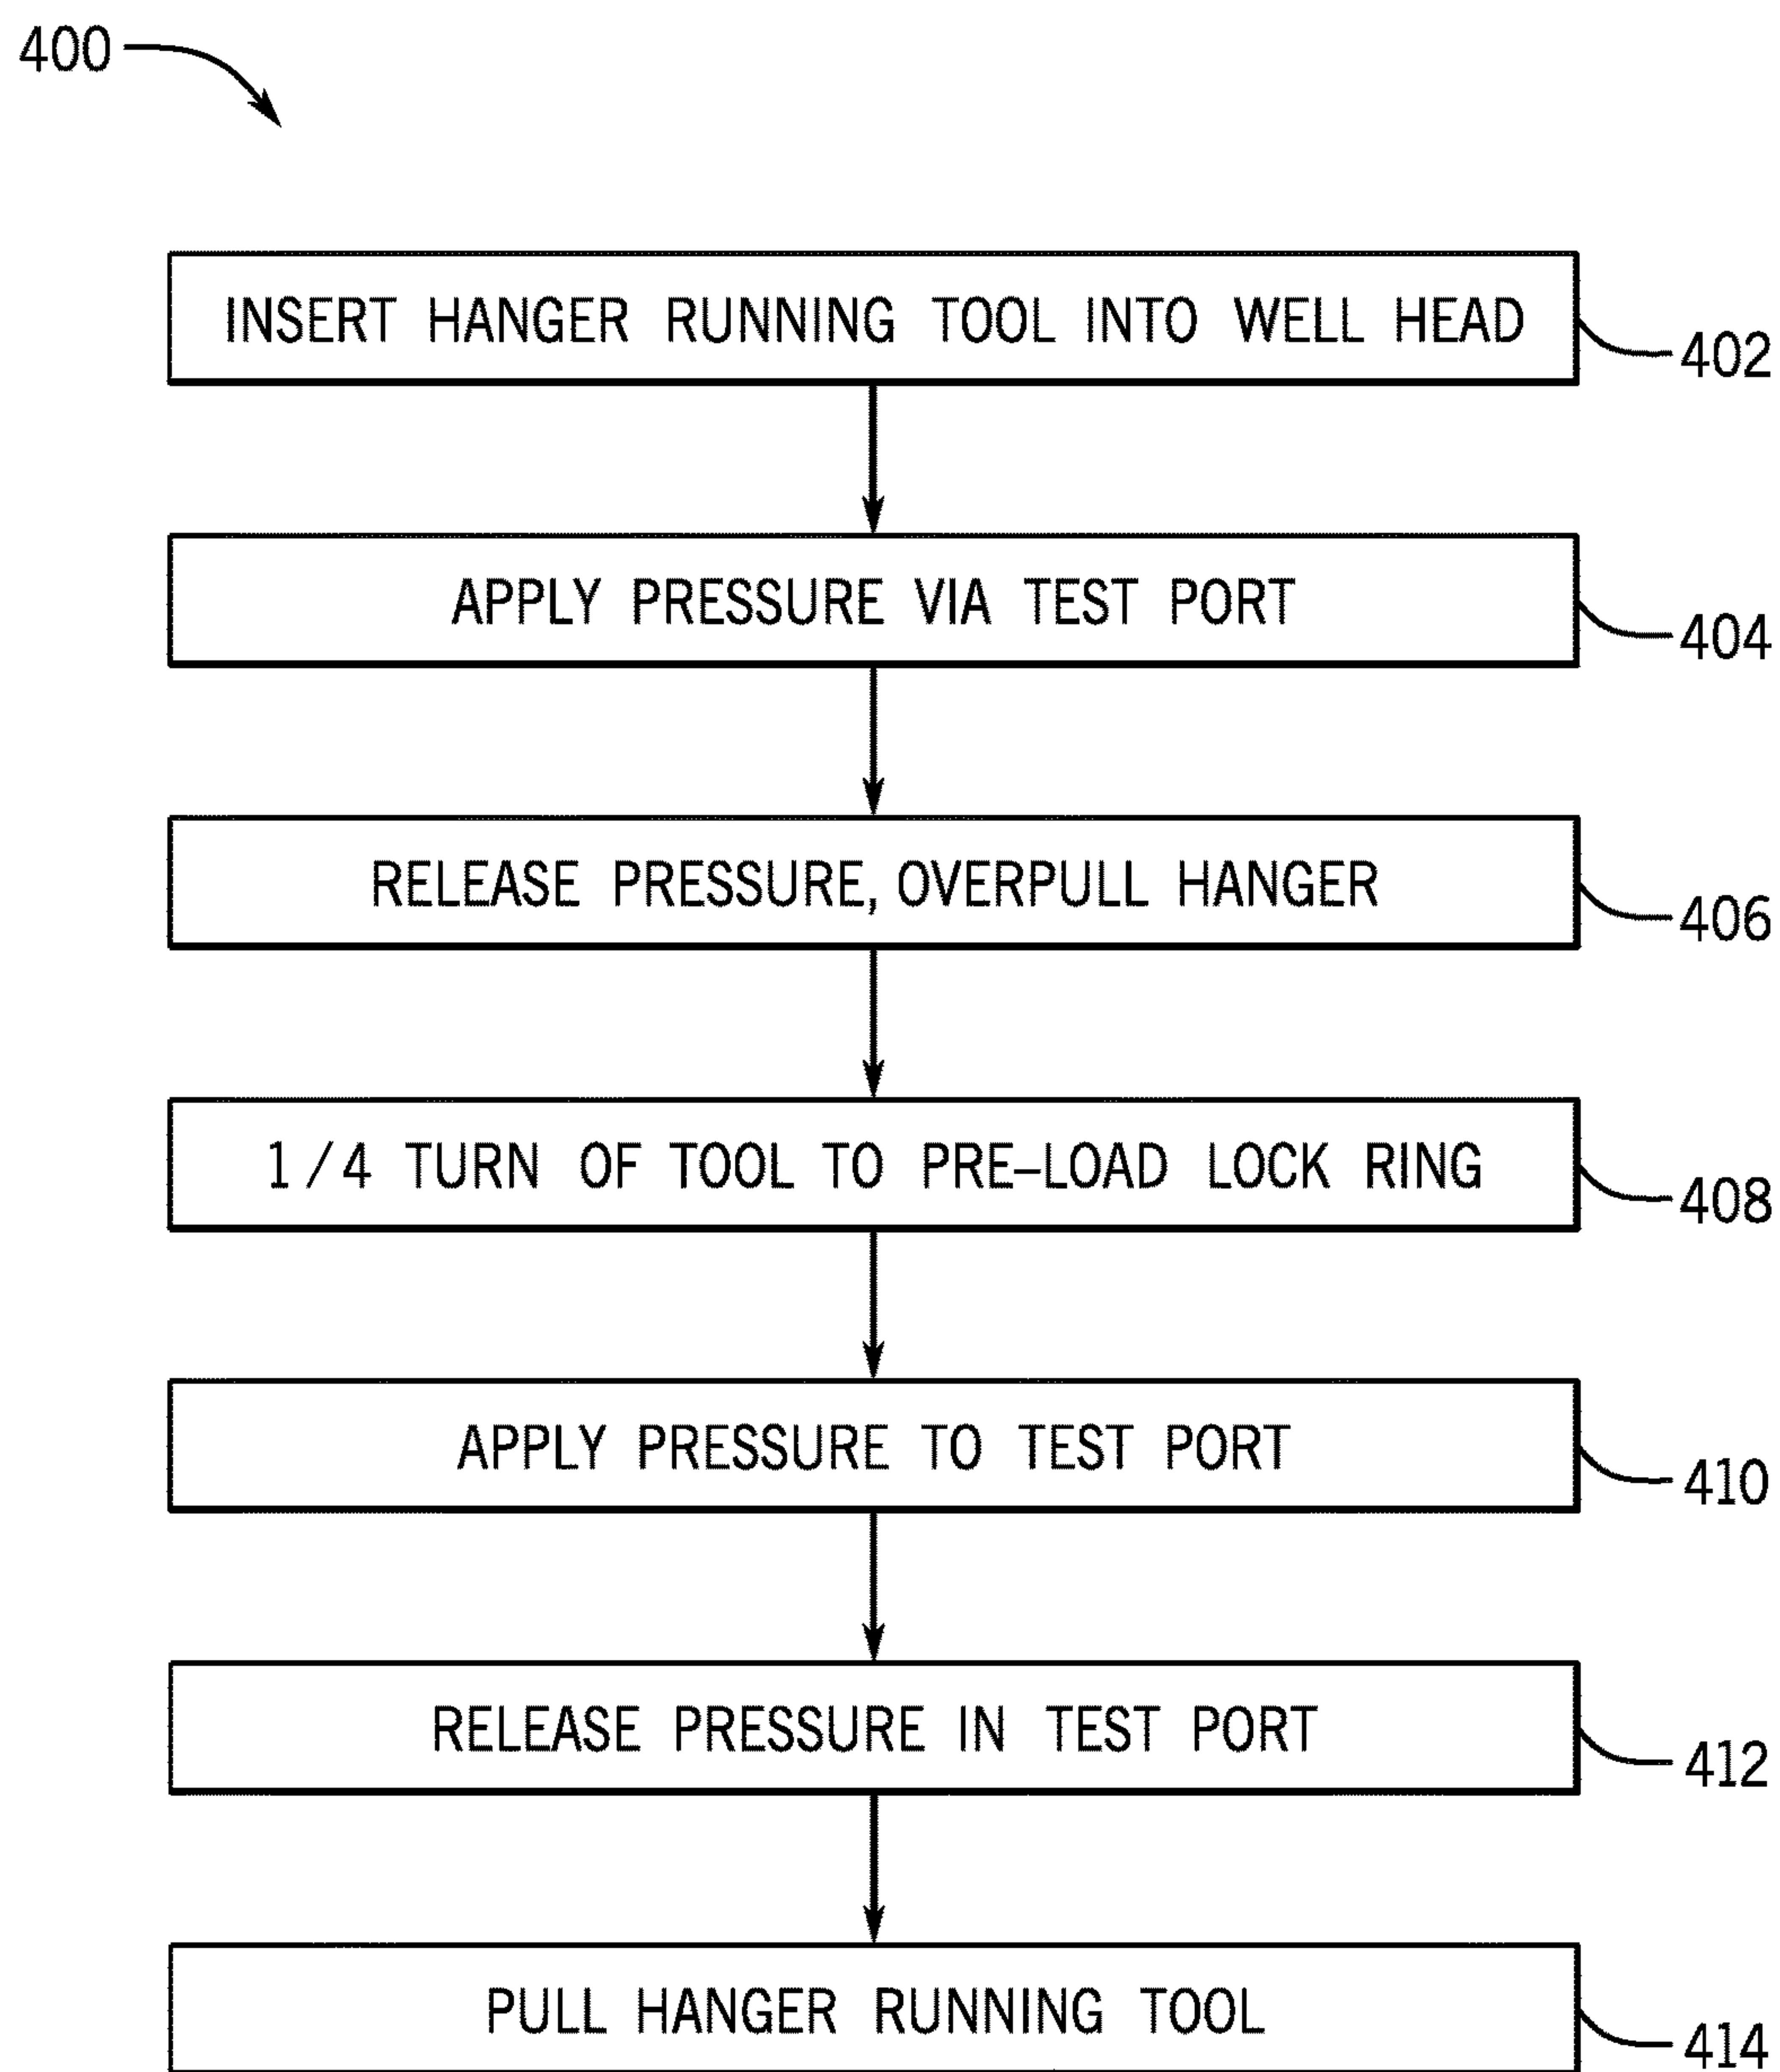 400
INSERT HANGER RUNNING TOOL INTO WELL HEAD
402
APPLY PRESSURE VIA TEST PORT
404
RELEASE PRESSURE, OVERPULL HANGER
406
1/4 TURN OF TOOL TO PRE-LOAD LOCK RING
408
APPLY PRESSURE TO TEST PORT
410
RELEASE PRESSURE IN TEST PORT
412
PULL HANGER RUNNING TOOL
414